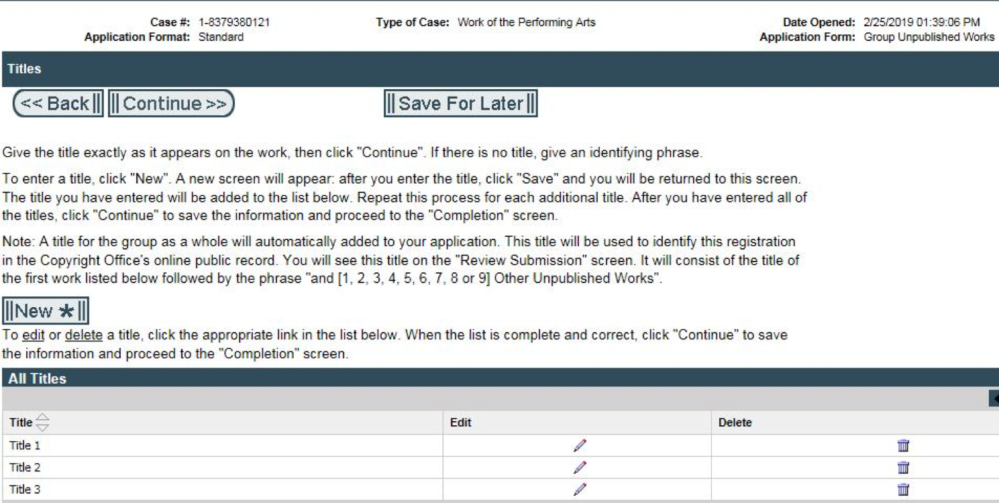 Case #: 1-8379380121 Type of Case: Work of the Performing Arts Date Opened: 2/25/2019 01:39:06 PM
Application Format: Standard Application Form: Group Unpublished Works
Titles
<< Back Continue >> Save For Later
Give the title exactly as it appears on the work, then click "Continue". If there is no title, give an identifying phrase.
To enter a title, click "New". A new screen will appear: after you enter the title, click "Save" and you will be returned to this screen.
The title you have entered will be added to the list below. Repeat this process for each additional title. After you have entered all of
the titles, click "Continue" to save the information and proceed to the "Completion" screen.
Note: A title for the group as a whole will automatically added to your application. This title will be used to identify this registration
in the Copyright Office's online public record. You will see this title on the "Review Submission" screen. It will consist of the title of
the first work listed below followed by the phrase "and [1, 2, 3, 4, 5, 6, 7, 8 or 9] Other Unpublished Works".
New *
To edit or delete a title, click the appropriate link in the list below. When the list is complete and correct, click "Continue" to save
the information and proceed to the "Completion" screen.
All Titles
Title Edit Delete
Title 1
Title 2
Title 3